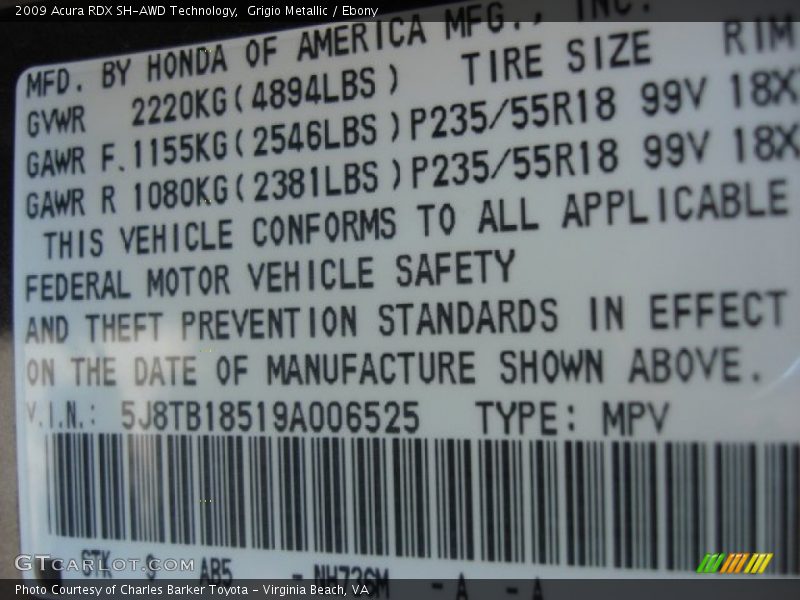 2009 Acura RDX SH-AWD Technology,  Grigio Metallic / Ebony
MFD. BY HONDA OF AMERICA MFG., INC.
GVWR 2220KG(4894LBS) TIRE SIZE RIM
GAWR F.1155KG(2546LBS)P235/55R18 99V 18X
GAWR R 1080KG(2381LBS)P235/55R18 99V 18X
THIS VEHICLE CONFORMS TO ALL APPLICABLE
FEDERAL MOTOR VEHICLE SAFETY
AND THEFT PREVENTION STANDARDS IN EFFECT
ON THE DATE OF MANUFACTURE SHOWN ABOVE.
V.I.N.: 5J8TB18519A006525 TYPE: MPV
STK S AR5 - NH736M - A - A
GTCARLOT.COM
Photo Courtesy of Charles Barker Toyota - Virginia Beach, VA